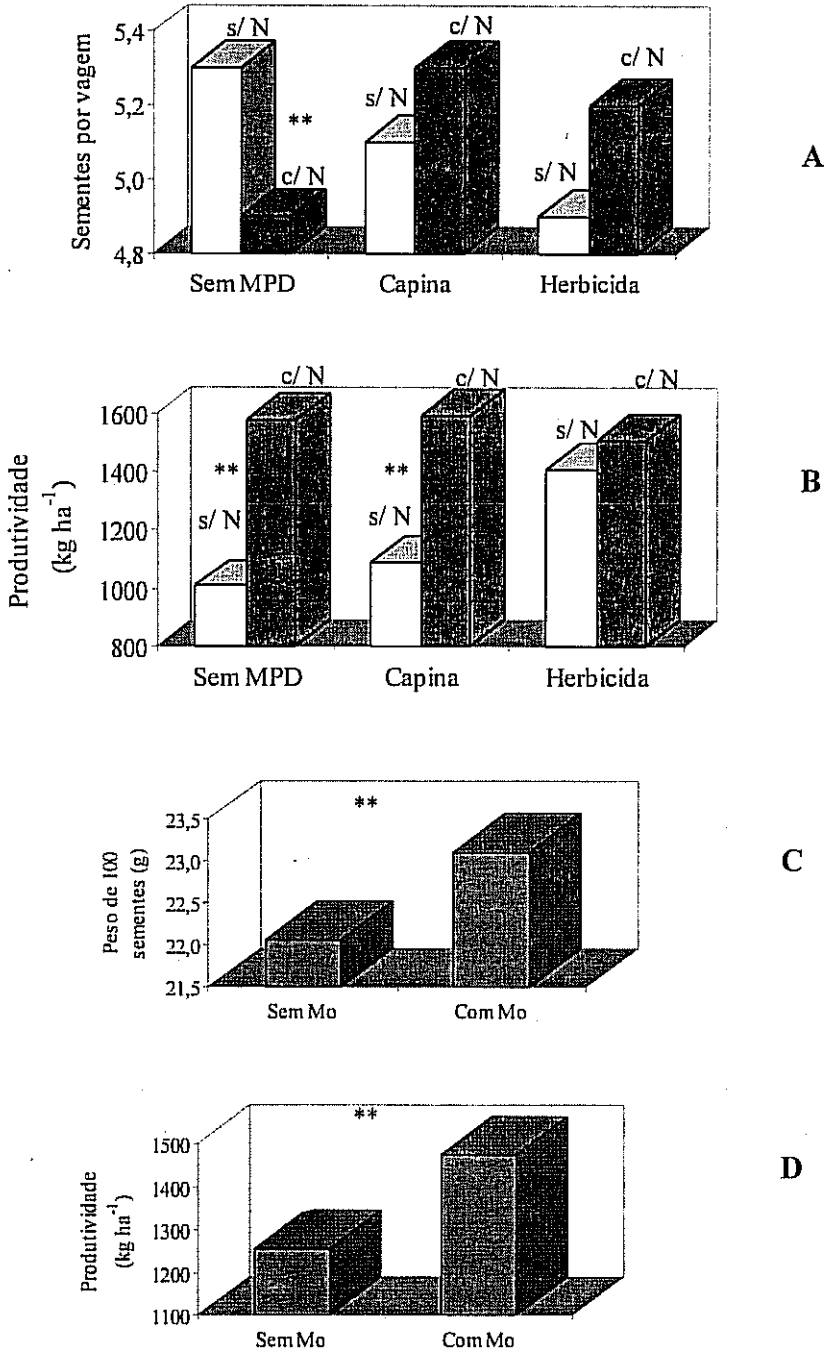 5,4
5,2
5,0
4,8
Sementes por vagem
s/ N
**
c/ N
s/ N
c/ N
s/ N
c/ N
Sem MPD
Capina
Herbicida
A
1600
1400
1200
1000
800
Produtividade
(kg ha⁻¹)
**
s/ N
c/ N
**
s/ N
c/ N
s/ N
c/ N
Sem MPD
Capina
Herbicida
B
23,5
23,0
22,5
22,0
21,5
Peso de 100
sementes (g)
**
Sem Mo
Com Mo
C
1500
1400
1300
1200
1100
Produtividade
(kg ha⁻¹)
**
Sem Mo
Com Mo
D